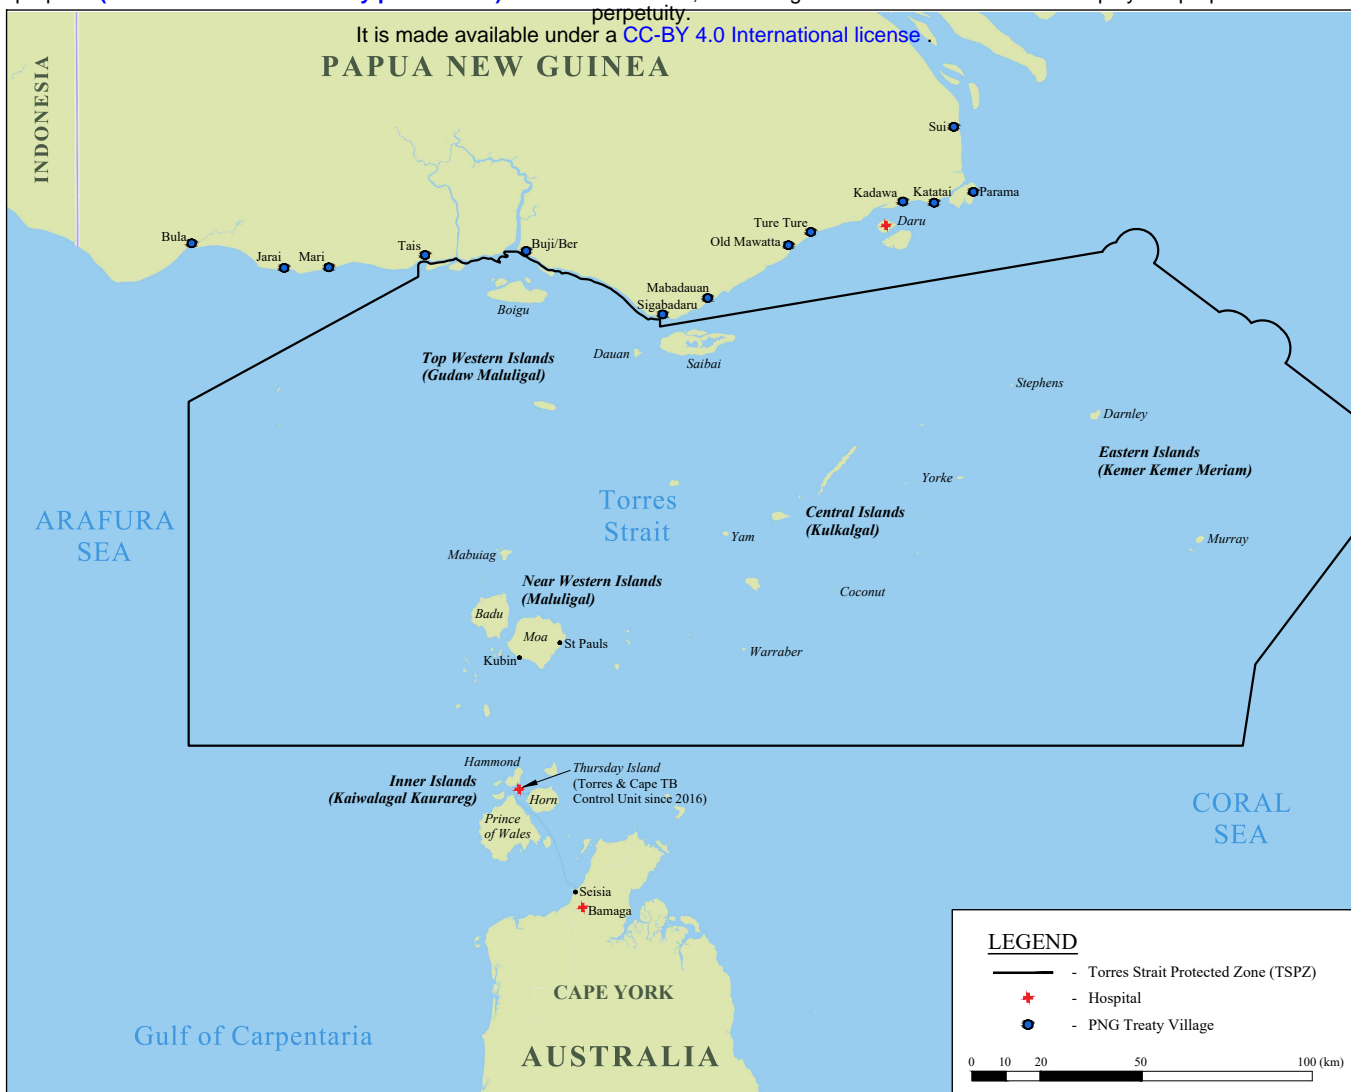 perpetuity.
It is made available under a CC-BY 4.0 International license .
PAPUA NEW GUINEA
INDONESIA
Sui
Kadawa
Katatai
Parama
Daru
Ture Ture
Old Mawatta
Bula
Jarai
Mari
Tais
Buji/Ber
Mabadauan
Sigabadaru
Boigu
Dauan
Saibai
Top Western Islands
(Gudaw Maluligal)
Stephens
Darnley
Eastern Islands
(Kemer Kemer Meriam)
Yorke
Torres
Strait
Central Islands
(Kulkalgal)
ARAFURA
SEA
Yam
Murray
Mabuiag
Near Western Islands
(Maluligal)
Coconut
Badu
Moa
St Pauls
Kubin
Warraber
Hammond
Thursday Island
(Torres & Cape TB
Control Unit since 2016)
Inner Islands
(Kaiwalagal Kaurareg)
Horn
Prince
of Wales
CORAL
SEA
Seisia
Bamaga
CAPE YORK
Gulf of Carpentaria
AUSTRALIA
LEGEND
- Torres Strait Protected Zone (TSPZ)
- Hospital
- PNG Treaty Village
0 10 20 50 100 (km)